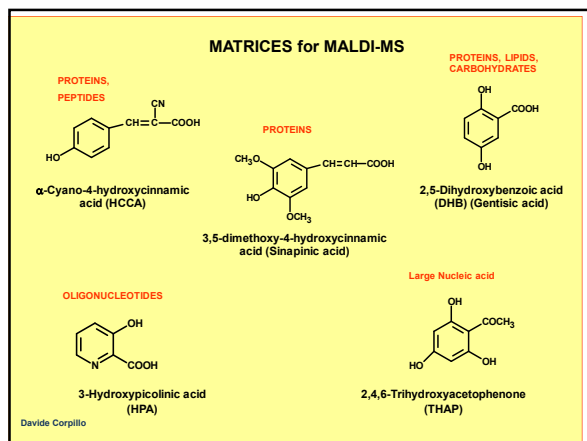 MATRICES for MALDI-MS
PROTEINS,
PEPTIDES
CN
CH=C-COOH
HO
α-Cyano-4-hydroxycinnamic
acid (HCCA)
PROTEINS
CH3O
CH=CH-COOH
HO
OCH3
3,5-dimethoxy-4-hydroxycinnamic
acid (Sinapinic acid)
PROTEINS, LIPIDS,
CARBOHYDRATES
OH
COOH
OH
2,5-Dihydroxybenzoic acid
(DHB) (Gentisic acid)
OLIGONUCLEOTIDES
OH
N
COOH
3-Hydroxypicolinic acid
(HPA)
Large Nucleic acid
OH
COCH3
HO
OH
2,4,6-Trihydroxyacetophenone
(THAP)
Davide Corpillo